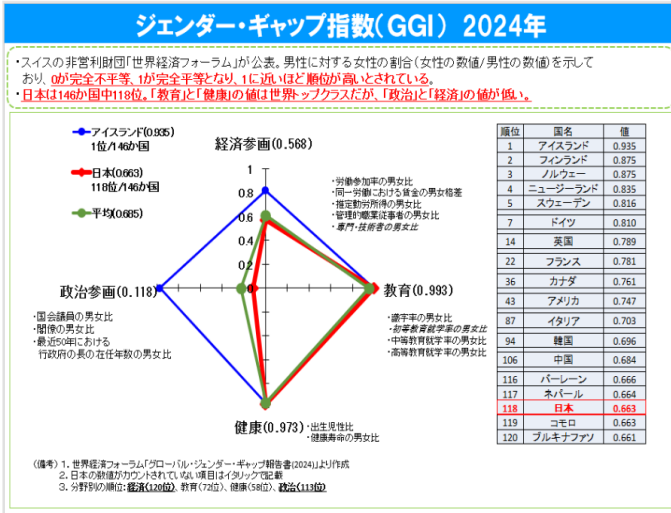 ジェンダー・ギャップ指数(GGI) 2024年
・スイスの非営利財団「世界経済フォーラム」が公表。男性に対する女性の割合(女性の数値/男性の数値)を示して
おり、0が完全不平等、1が完全平等となり、1に近いほど順位が高いとされている。
・日本は146か国中118位。「教育」と「健康」の値は世界トップクラスだが、「政治」と「経済」の値が低い。
アイスランド(0.935)
1位/146か国
日本(0.663)
118位/146か国
平均(0.685)
経済参画(0.568)
1
0.8
0.6
0.4
0.2
0
・労働参加率の男女比
・同一労働における賃金の男女格差
・推定勤労所得の男女比
・管理的職業従事者の男女比
・専門・技術者の男女比
政治参画(0.118)
・国会議員の男女比
・閣僚の男女比
・最近50年における
行政府の長の在任年数の男女比
教育(0.993)
・識字率の男女比
・初等教育就学率の男女比
・中等教育就学率の男女比
・高等教育就学率の男女比
健康(0.973)
・出生児性比
・健康寿命の男女比
順位 国名 値
1 アイスランド 0.935
2 フィンランド 0.875
3 ノルウェー 0.875
4 ニュージーランド 0.835
5 スウェーデン 0.816
7 ドイツ 0.810
14 英国 0.789
22 フランス 0.781
36 カナダ 0.761
43 アメリカ 0.747
87 イタリア 0.703
94 韓国 0.696
106 中国 0.684
116 バーレーン 0.666
117 ネパール 0.664
118 日本 0.663
119 コモロ 0.663
120 ブルキナファソ 0.661
(備考) 1. 世界経済フォーラム「グローバル・ジェンダー・ギャップ報告書(2024)」より作成
2. 日本の数値がカウントされていない項目はイタリックで記載
3. 分野別の順位:経済(120位)、教育(72位)、健康(58位)、政治(113位)